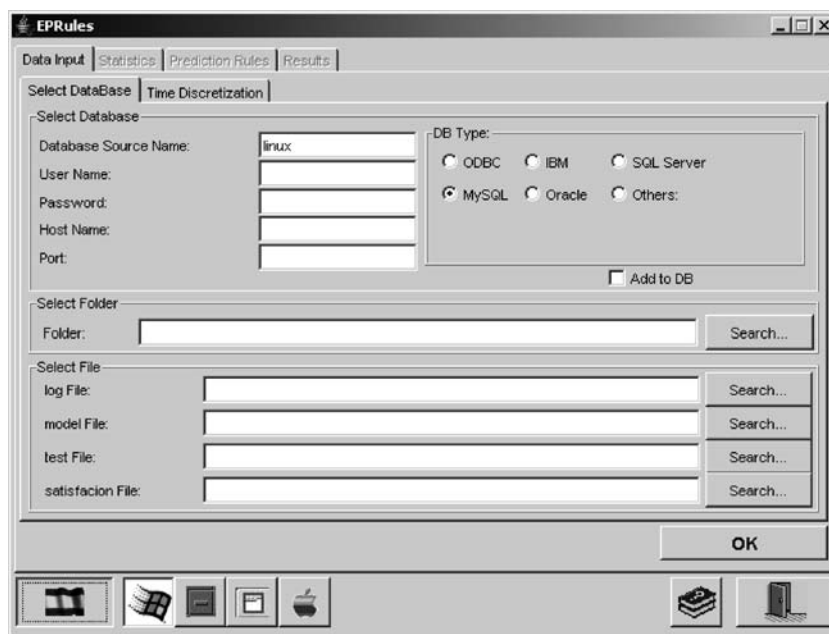 EPRules
Data Input Statistics Prediction Rules Results
Select DataBase Time Discretization
Select Database
Database Source Name: linux
User Name:
Password:
Host Name:
Port:
DB Type:
ODBC IBM SQL Server
MySQL Oracle Others:
Add to DB
Select Folder
Folder: Search...
Select File
log File: Search...
model File: Search...
test File: Search...
satisfacion File: Search...
OK